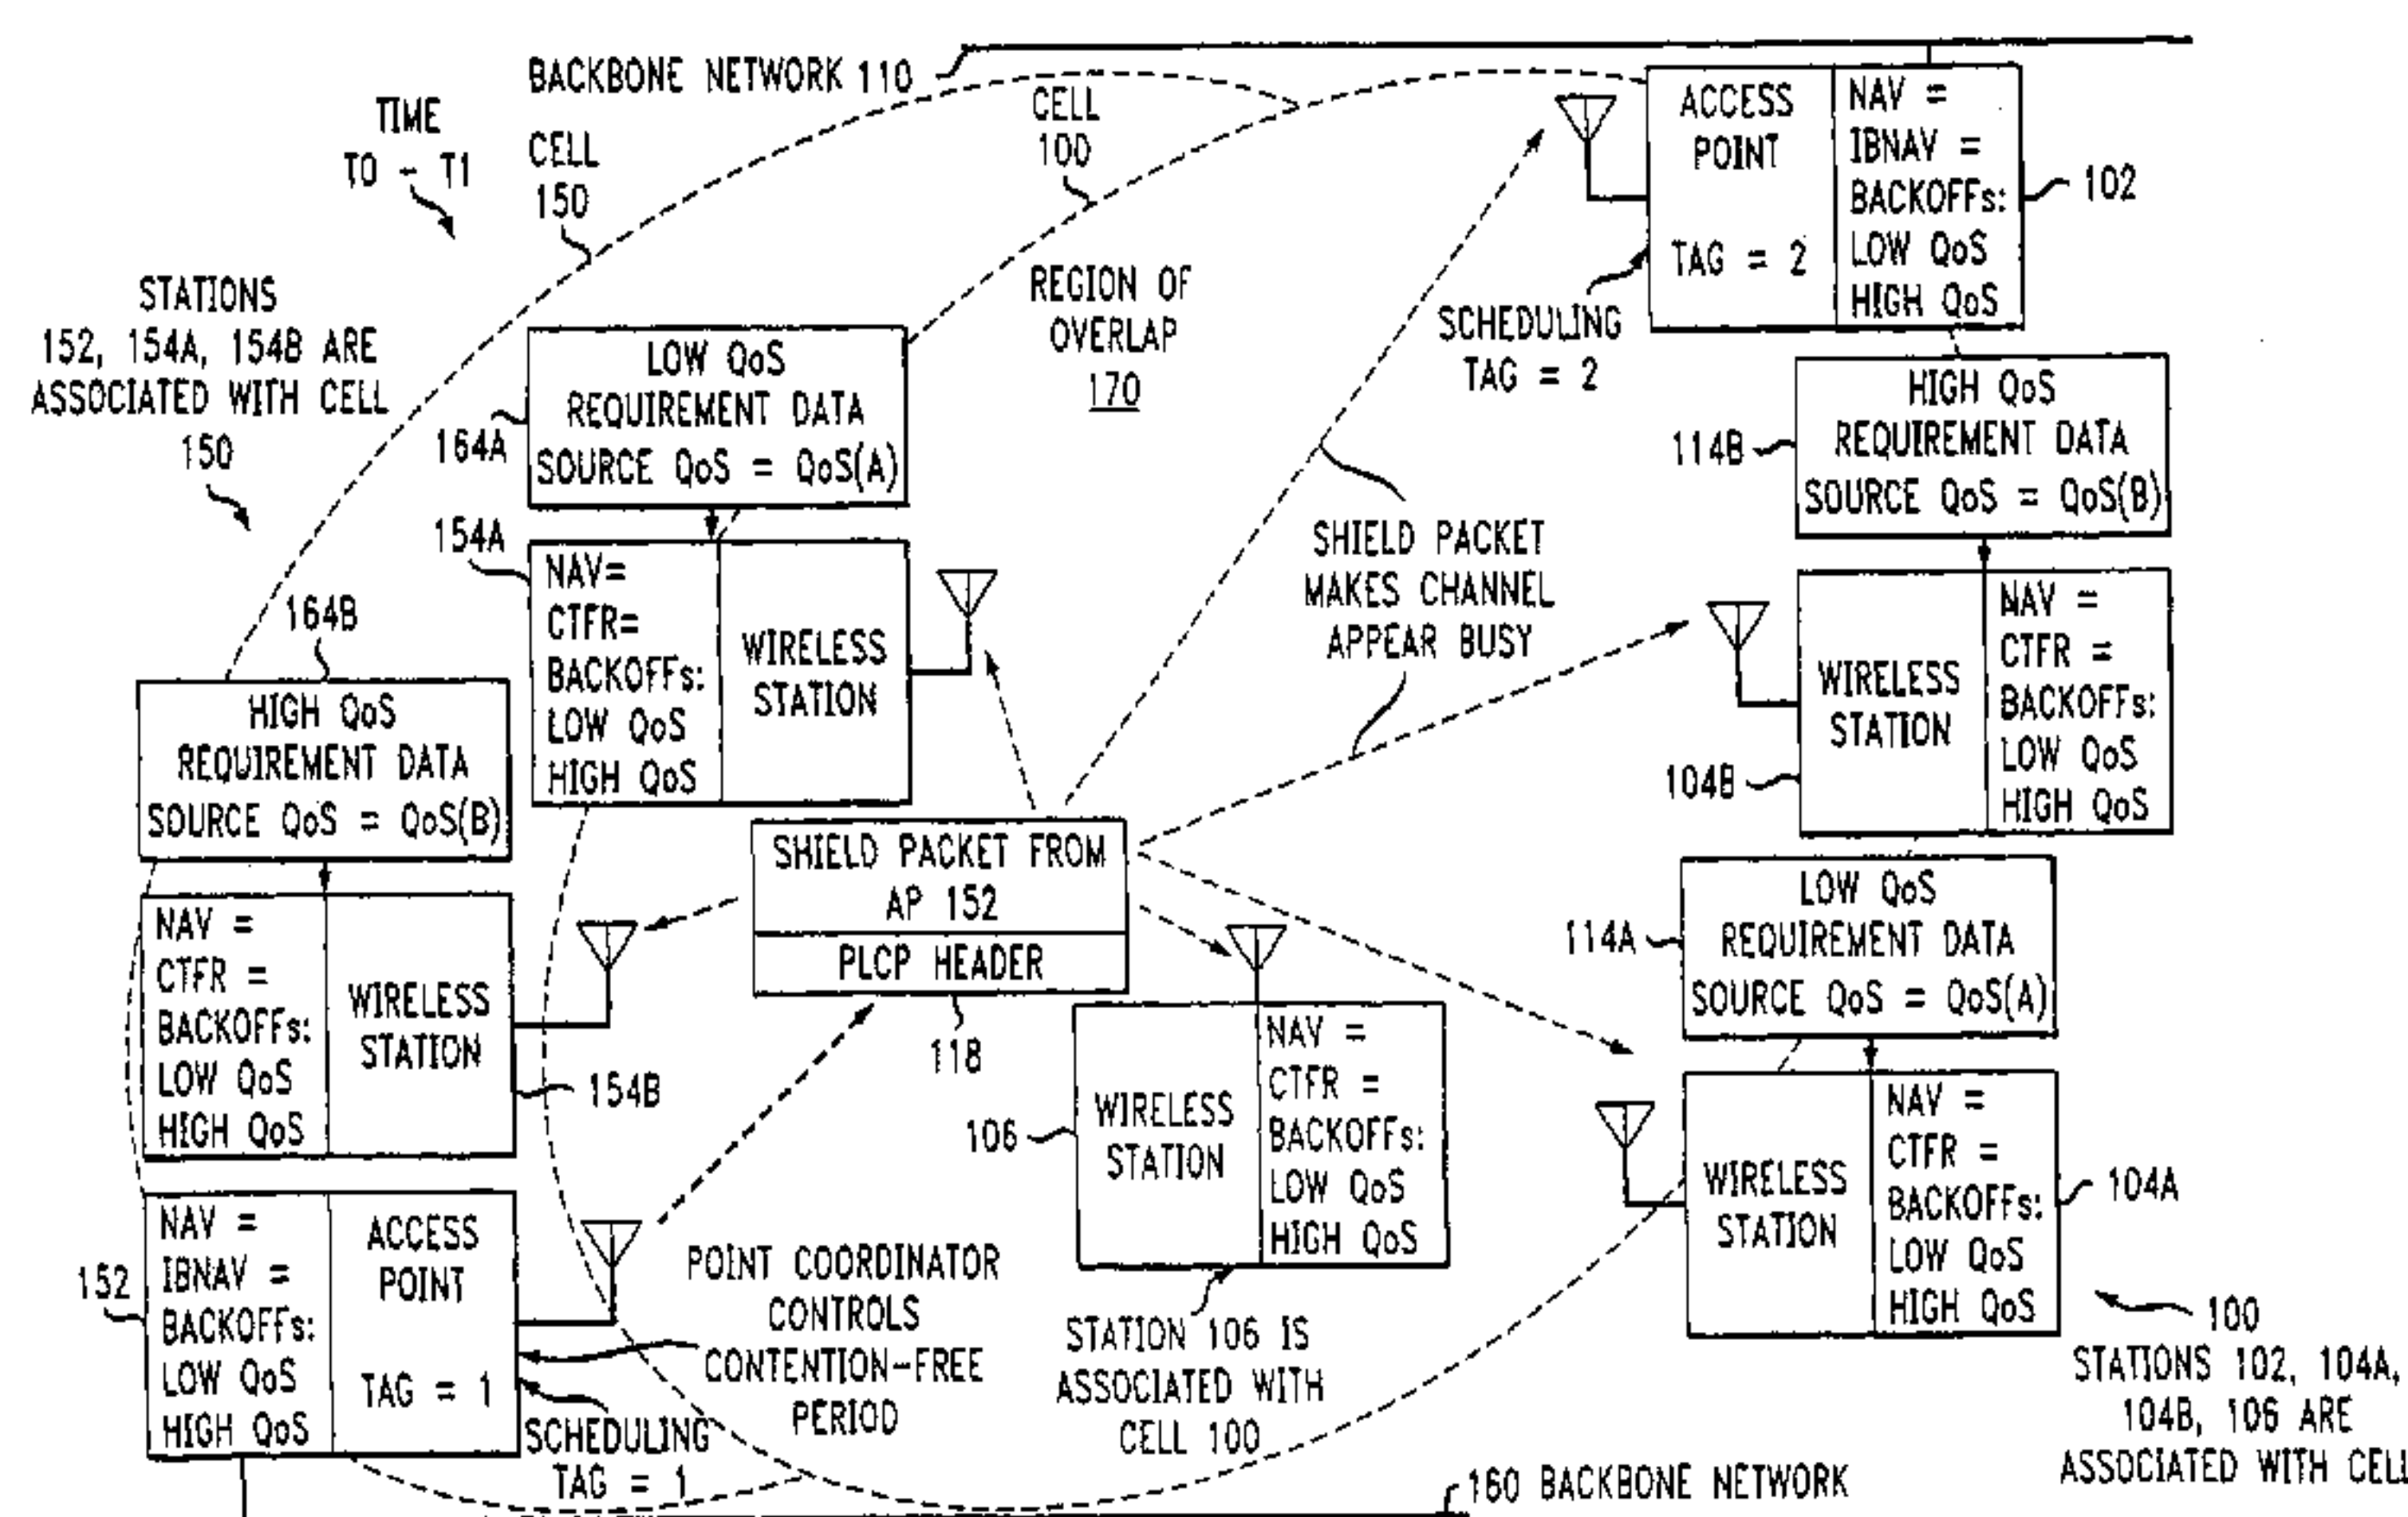 BACKBONE NETWORK 110
TIME
T0 - T1
CELL
150
CELL
100
REGION OF
OVERLAP
170
STATIONS
152, 154A, 154B ARE
ASSOCIATED WITH CELL
150
ACCESS
POINT
TAG = 2
NAV =
IBNAV =
BACKOFFs:
LOW QoS
HIGH QoS
102
SCHEDULING
TAG = 2
LOW QoS
REQUIREMENT DATA
SOURCE QoS = QoS(A)
164A
HIGH QoS
REQUIREMENT DATA
SOURCE QoS = QoS(B)
114B
154A
NAV=
CTFR=
BACKOFFs:
LOW QoS
HIGH QoS
WIRELESS
STATION
SHIELD PACKET
MAKES CHANNEL
APPEAR BUSY
WIRELESS
STATION
NAV =
CTFR =
BACKOFFs:
LOW QoS
HIGH QoS
104B
164B
HIGH QoS
REQUIREMENT DATA
SOURCE QoS = QoS(B)
SHIELD PACKET FROM
AP 152
PLCP HEADER
118
LOW QoS
REQUIREMENT DATA
SOURCE QoS = QoS(A)
114A
NAV =
CTFR =
BACKOFFs:
LOW QoS
HIGH QoS
WIRELESS
STATION
154B
106
WIRELESS
STATION
NAV =
CTFR =
BACKOFFs:
LOW QoS
HIGH QoS
WIRELESS
STATION
NAV =
CTFR =
BACKOFFs:
LOW QoS
HIGH QoS
104A
152
NAV =
IBNAV =
BACKOFFs:
LOW QoS
HIGH QoS
ACCESS
POINT
TAG = 1
POINT COORDINATOR
CONTROLS
CONTENTION-FREE
PERIOD
SCHEDULING
TAG = 1
STATION 106 IS
ASSOCIATED WITH
CELL 100
100
STATIONS 102, 104A,
104B, 106 ARE
ASSOCIATED WITH CELL
160 BACKBONE NETWORK